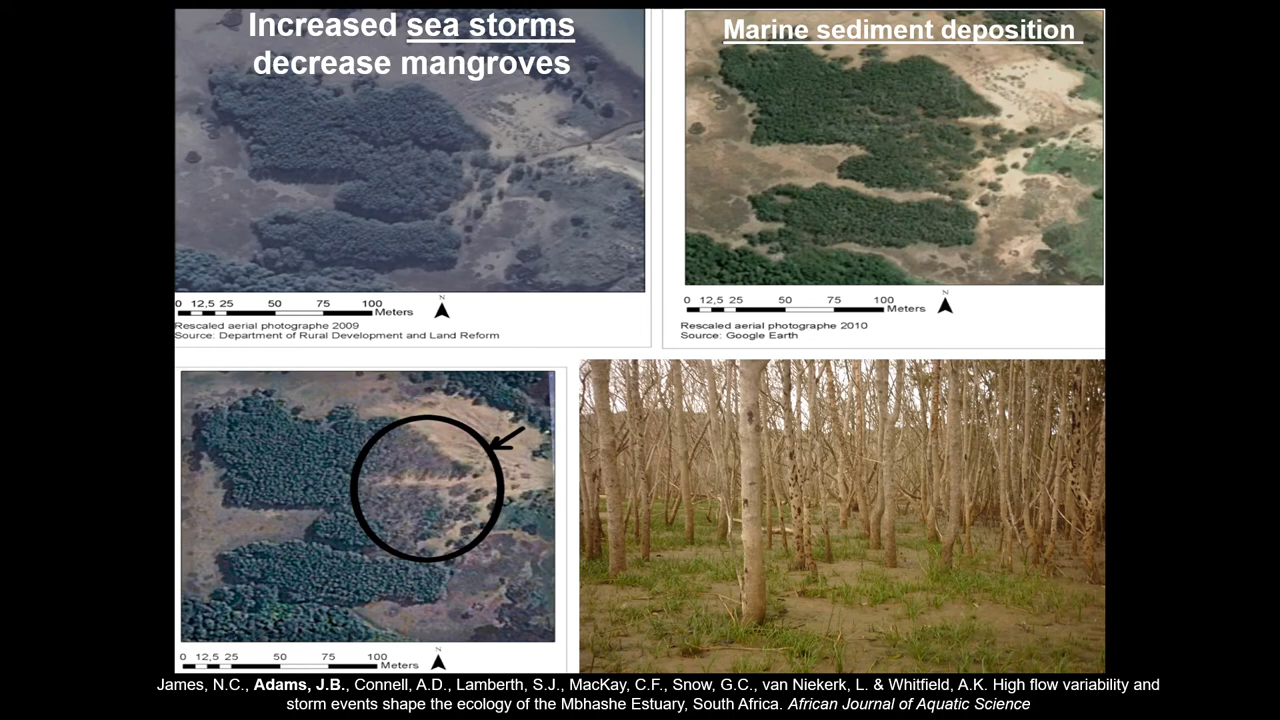 Increased sea storms
decrease mangroves
Marine sediment deposition
N
0 12,5 25 50 75 100
Meters
Rescaled aerial photographe 2009
Source: Department of Rural Development and Land Reform
N
0 12,5 25 50 75 100
Meters
Rescaled aerial photographe 2010
Source: Google Earth
N
0 12,5 25 50 75 100
Meters
James, N.C., Adams, J.B., Connell, A.D., Lamberth, S.J., MacKay, C.F., Snow, G.C., van Niekerk, L. & Whitfield, A.K. High flow variability and
storm events shape the ecology of the Mbhashe Estuary, South Africa. African Journal of Aquatic Science